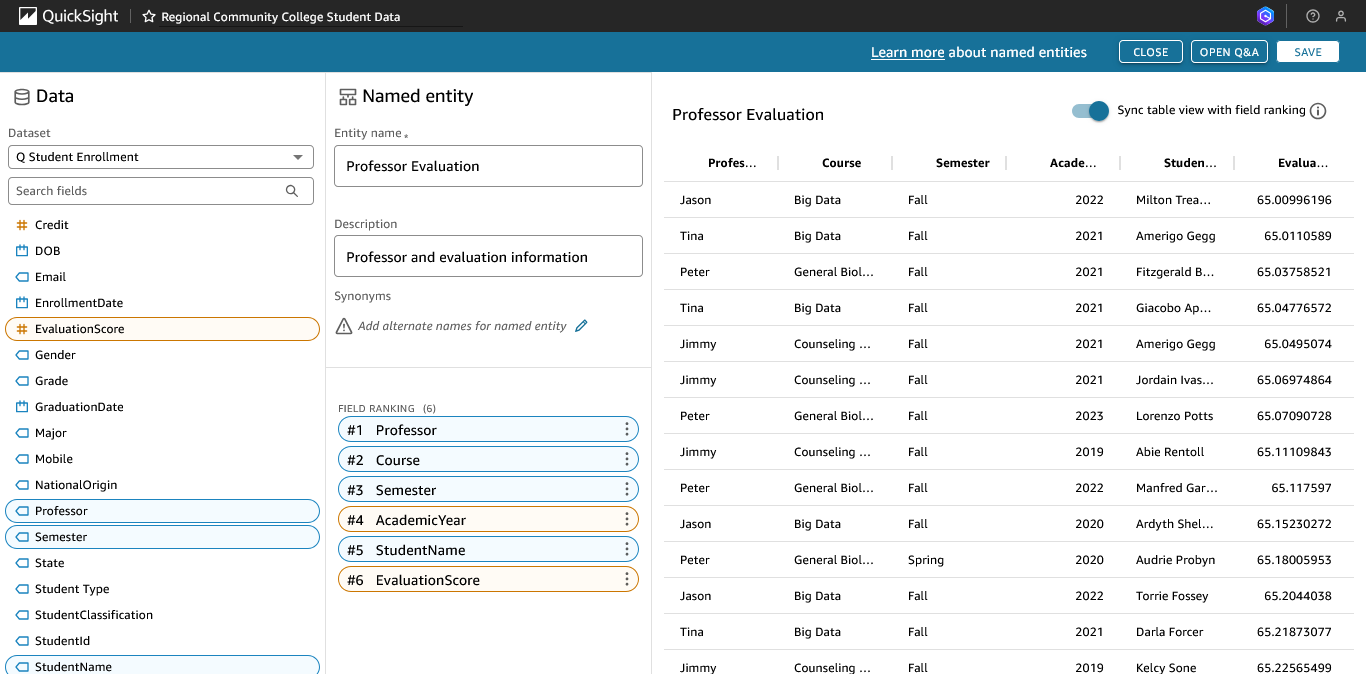 QuickSight
Regional Community College Student Data
Learn more about named entities
CLOSE
OPEN Q&A
SAVE
Data
Dataset
Q Student Enrollment
Search fields
Credit
DOB
Email
EnrollmentDate
EvaluationScore
Gender
Grade
GraduationDate
Major
Mobile
NationalOrigin
Professor
Semester
State
Student Type
StudentClassification
StudentId
StudentName
Named entity
Entity name *
Professor Evaluation
Description
Professor and evaluation information
Synonyms
Add alternate names for named entity
FIELD RANKING (6)
#1 Professor
#2 Course
#3 Semester
#4 AcademicYear
#5 StudentName
#6 EvaluationScore
Professor Evaluation
Sync table view with field ranking
Profes... Course Semester Acade... Studen... Evalua...
Jason Big Data Fall 2022 Milton Trea... 65.00996196
Tina Big Data Fall 2021 Amerigo Gegg 65.0110589
Peter General Biol... Fall 2021 Fitzgerald B... 65.03758521
Tina Big Data Fall 2021 Giacobo Ap... 65.04776572
Jimmy Counseling ... Fall 2021 Amerigo Gegg 65.0495074
Jimmy Counseling ... Fall 2021 Jordain Ivas... 65.06974864
Peter General Biol... Fall 2023 Lorenzo Potts 65.07090728
Jimmy Counseling ... Fall 2019 Abie Rentoll 65.11109843
Peter General Biol... Fall 2022 Manfred Gar... 65.117597
Jason Big Data Fall 2020 Ardyth Shel... 65.15230272
Peter General Biol... Spring 2020 Audrie Probyn 65.18005953
Jason Big Data Fall 2022 Torrie Fossey 65.2044038
Tina Big Data Fall 2021 Darla Forcer 65.21873077
Jimmy Counseling ... Fall 2019 Kelcy Sone 65.22565499